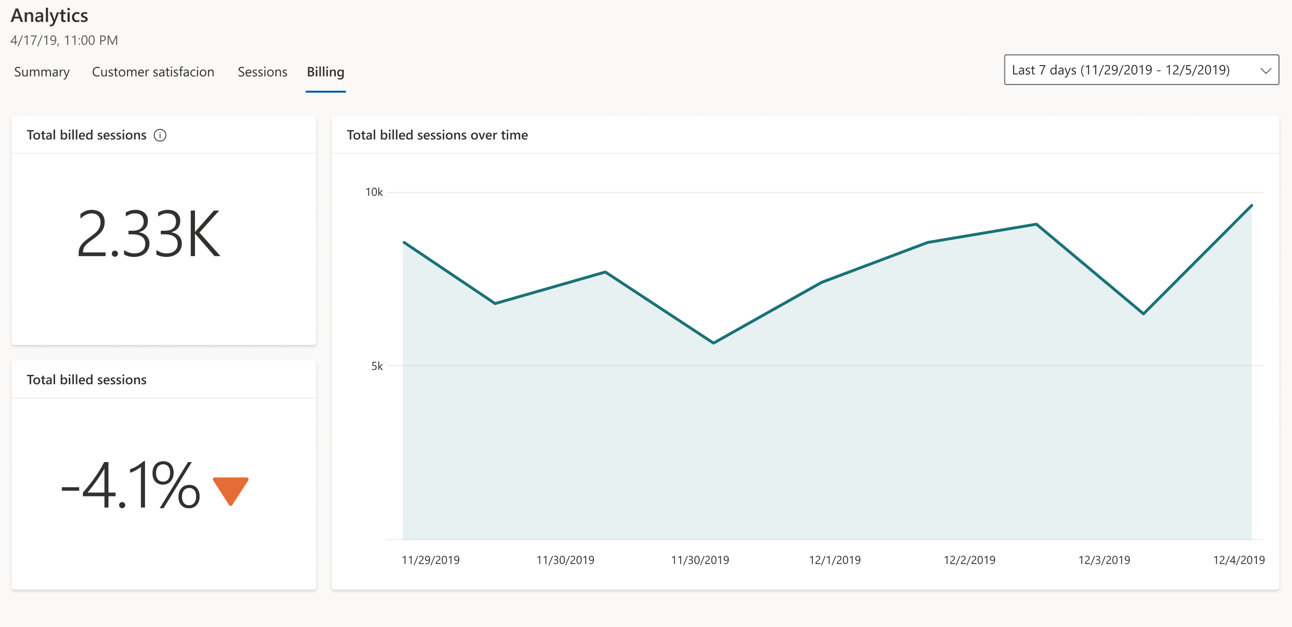 Analytics
4/17/19, 11:00 PM
Summary Customer satisfacion Sessions Billing
Last 7 days (11/29/2019 - 12/5/2019)
Total billed sessions
2.33K
Total billed sessions
-4.1%
Total billed sessions over time
10k
5k
11/29/2019 11/30/2019 11/30/2019 12/1/2019 12/2/2019 12/3/2019 12/4/2019